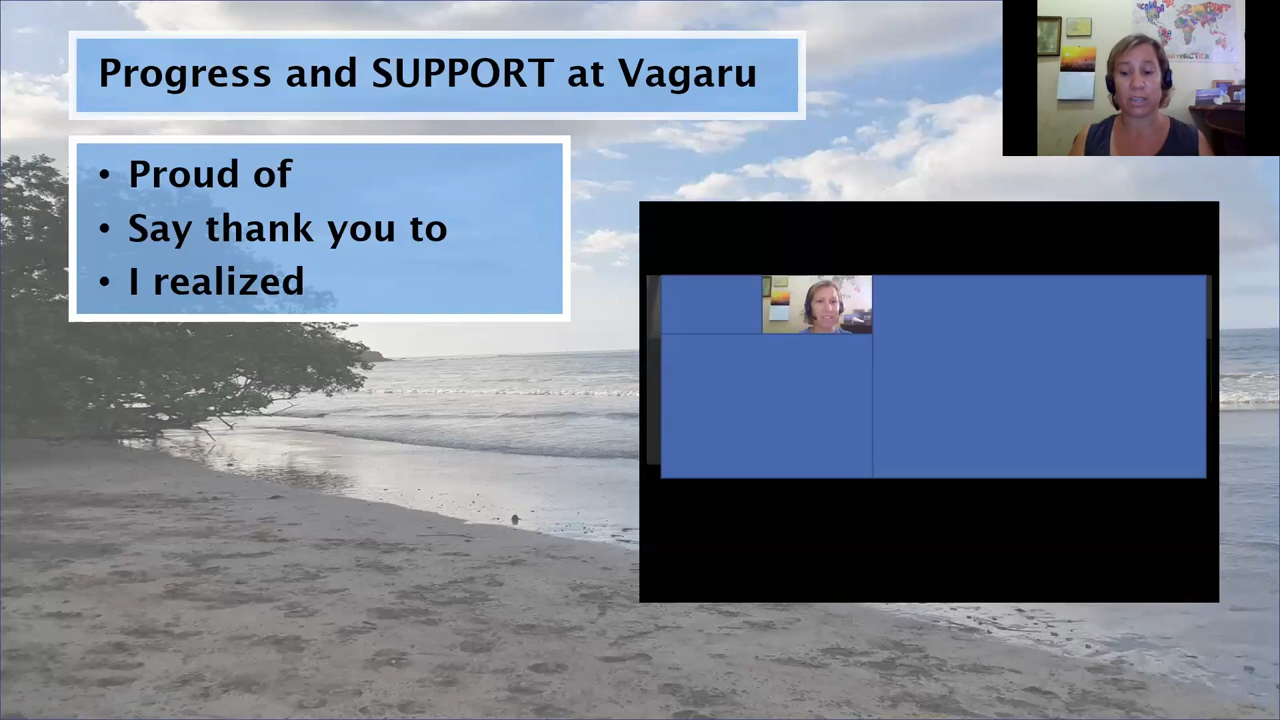 Progress and SUPPORT at Vagaru
• Proud of
• Say thank you to
• I realized